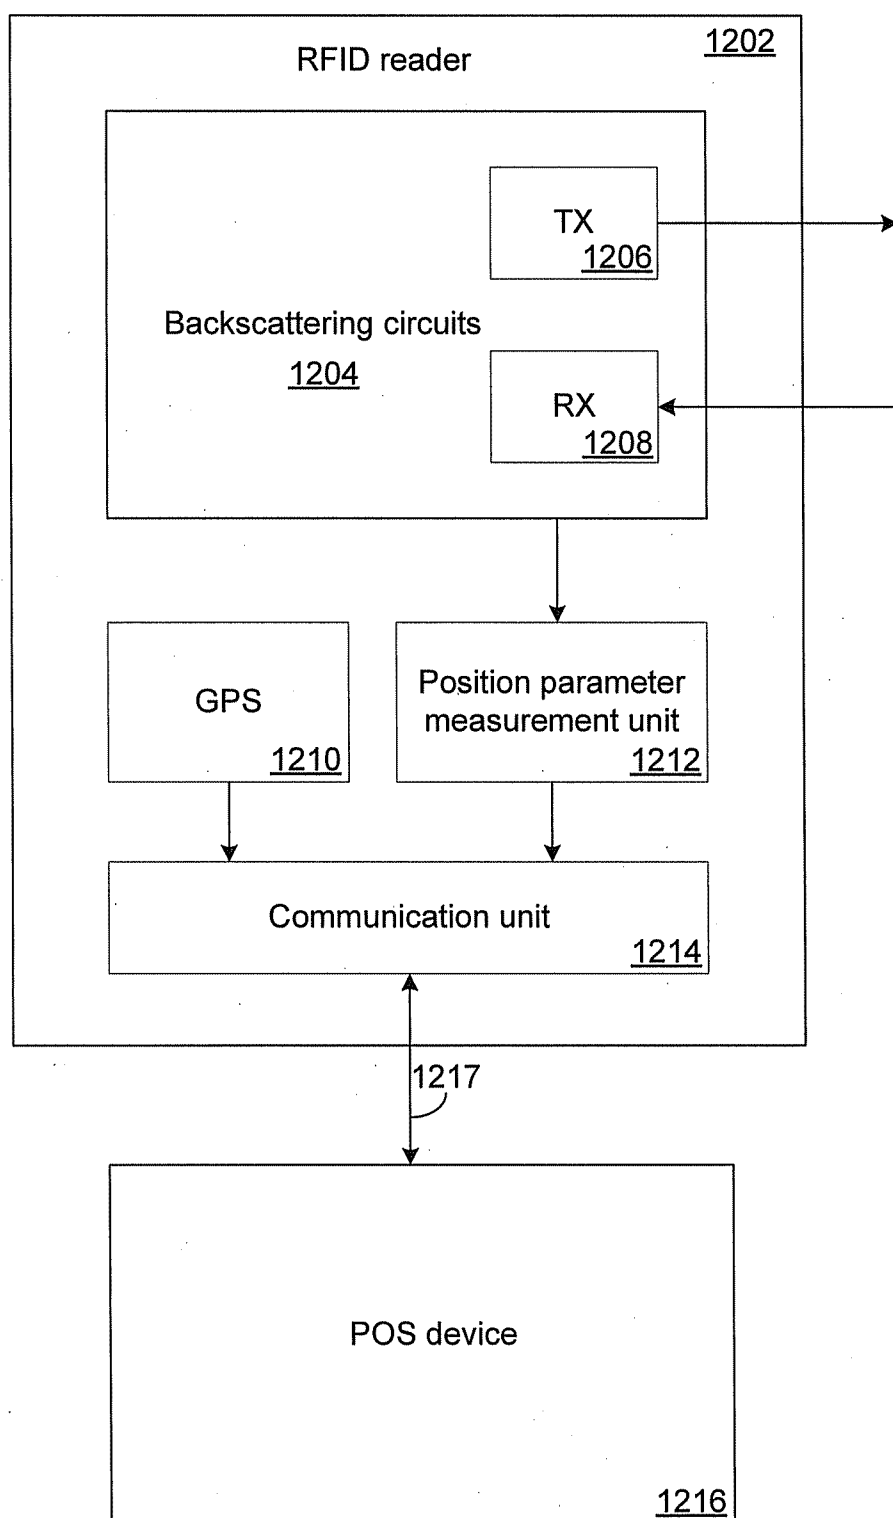 1202
RFID reader
TX
1206
Backscattering circuits
1204
RX
1208
GPS
1210
Position parameter
measurement unit
1212
Communication unit
1214
1217
POS device
1216